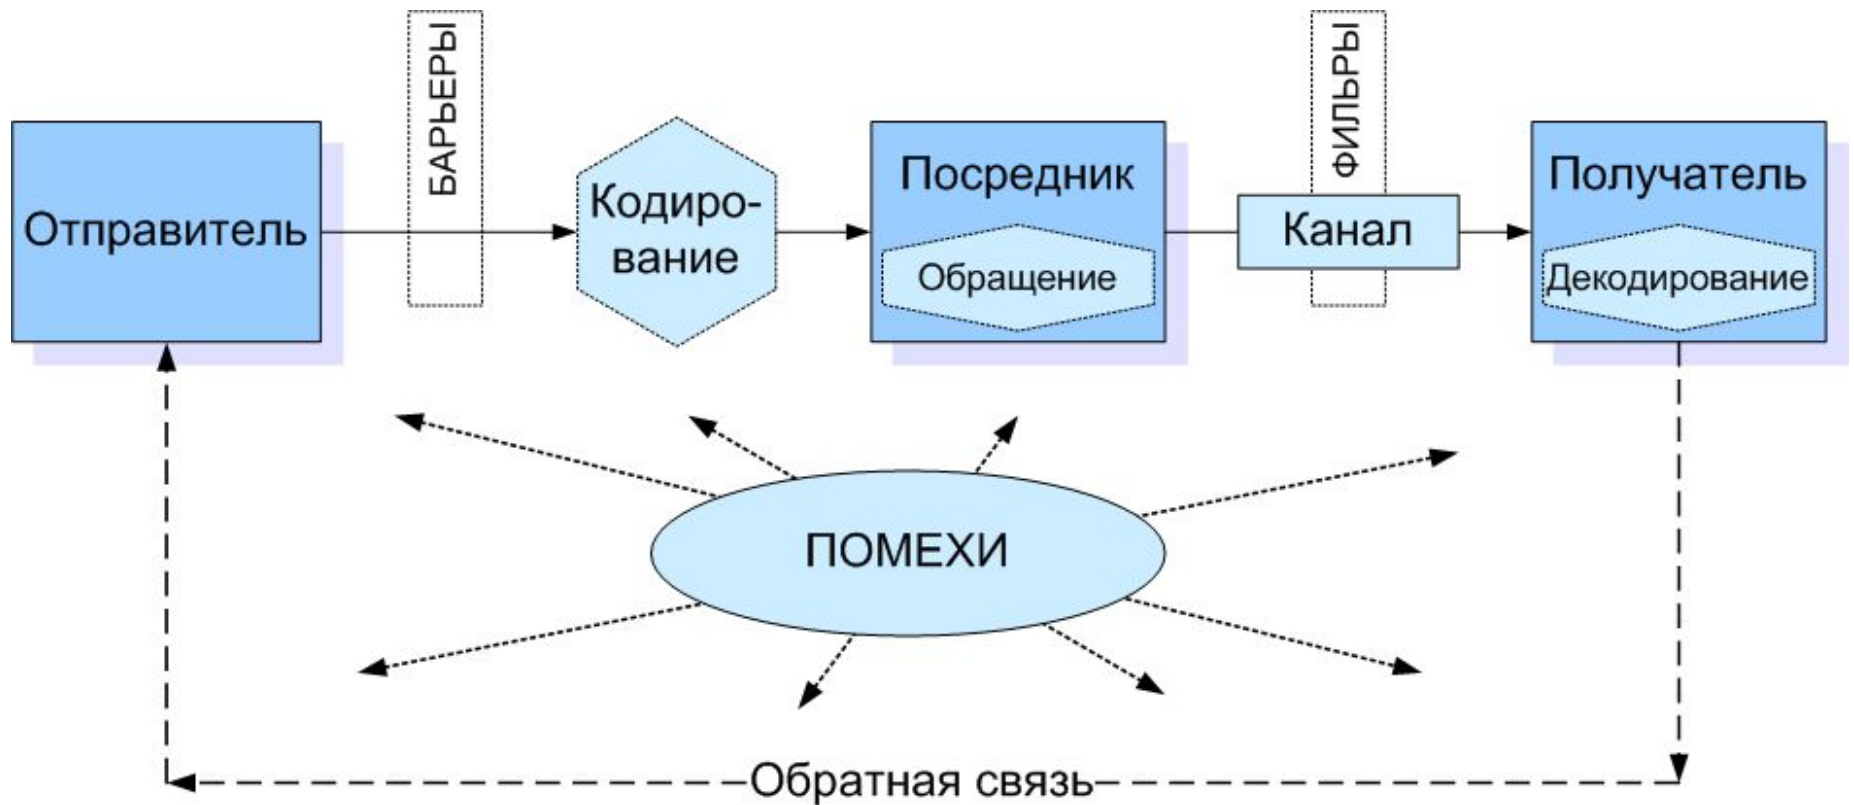 БАРЬЕРЫ
ФИЛЬРЫ
Отправитель
Кодиро-
вание
Посредник
Обращение
Канал
Получатель
Декодирование
ПОМЕХИ
Обратная связь